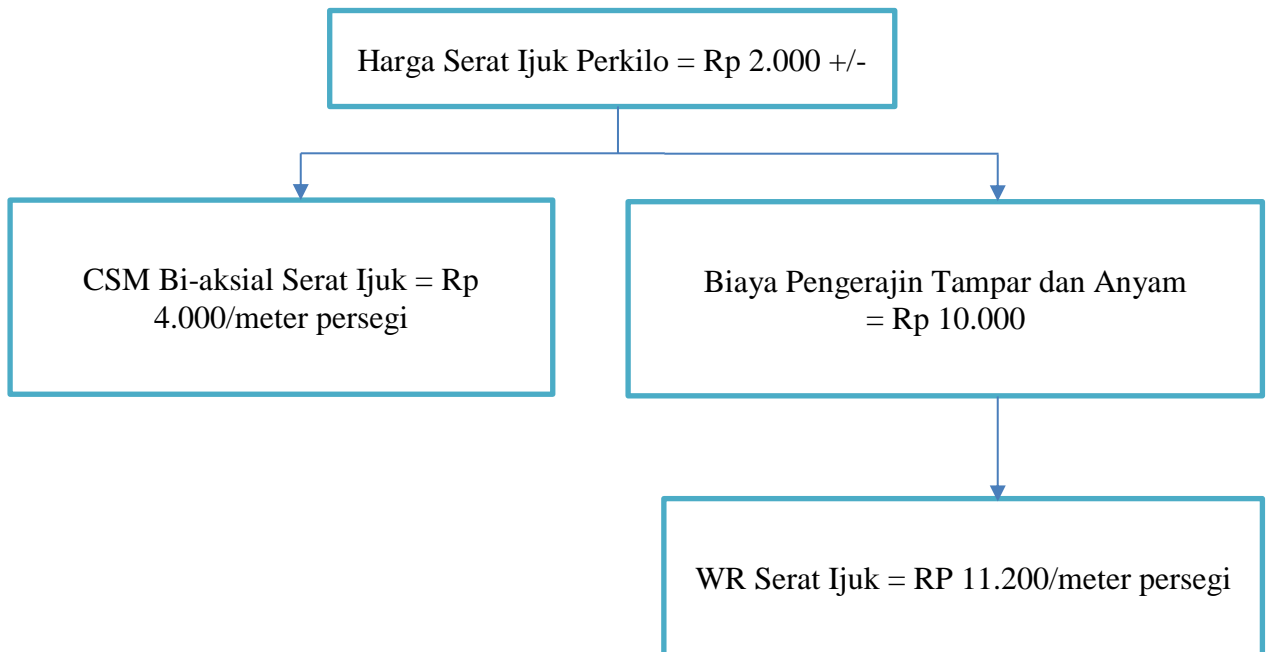 Harga Serat Ijuk Perkilo = Rp 2.000 +/-
CSM Bi-aksial Serat Ijuk = Rp
4.000/meter persegi
Biaya Pengerajin Tampar dan Anyam
= Rp 10.000
WR Serat Ijuk = RP 11.200/meter persegi